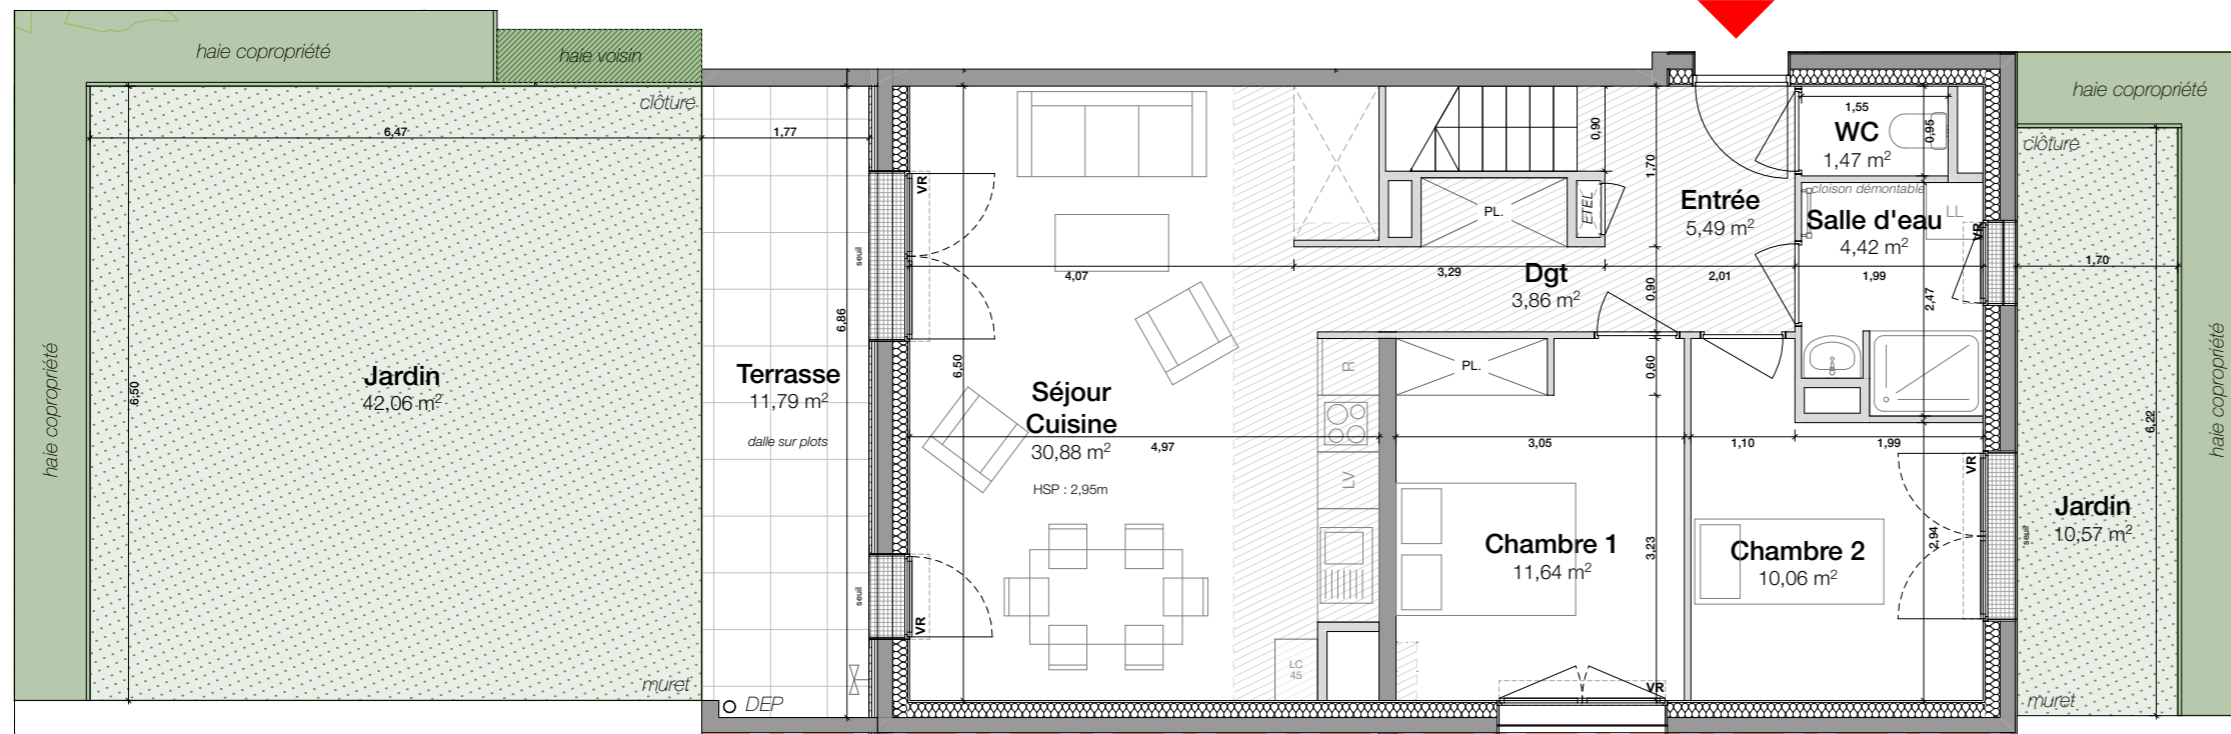 haie copropriété
haie voisin
clôture
haie copropriété
clôture
6,47
1,77
VR
0,90
1,70
1,55
WC
0,95
1,47 m²
cloison démontable
Entrée
5,49 m²
PL.
ETEL
Salle d'eau
4,42 m²
LL
VR
seuil
4,07
3,29
Dgt
3,86 m²
0,90
2,01
1,99
2,47
1,70
6,86
6,50
haie copropriété
6,50
Jardin
42,06 m²
Terrasse
11,79 m²
dalle sur plots
Séjour
Cuisine
30,88 m²
HSP : 2,95m
4,97
R
LV
PL.
0,60
3,05
1,10
1,99
VR
6,22
haie copropriété
Jardin
10,57 m²
seuil
Chambre 1
11,64 m²
3,23
Chambre 2
10,06 m²
2,94
seuil
VR
LC
45
VR
muret
DEP
muret